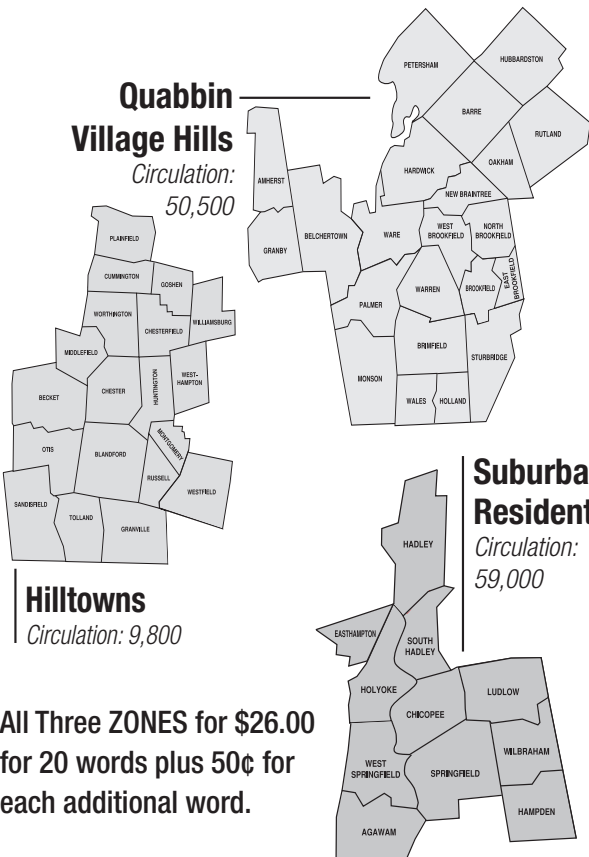 Quabbin
Village Hills
Circulation:
50,500
PETERSHAM
HUBBARDSTON
BARRE
RUTLAND
HARDWICK
OAKHAM
NEW BRAINTREE
AMHERST
BELCHERTOWN
GRANBY
WARE
WEST
BROOKFIELD
NORTH
BROOKFIELD
WARREN
BROOKFIELD
EAST
BROOKFIELD
PALMER
BRIMFIELD
STURBRIDGE
MONSON
WALES
HOLLAND
PLAINFIELD
CUMMINGTON
GOSHEN
WORTHINGTON
CHESTERFIELD
WILLIAMSBURG
MIDDLEFIELD
BECKET
CHESTER
HUNTINGTON
WEST-
HAMPTON
OTIS
BLANDFORD
MONTGOMERY
RUSSELL
WESTFIELD
SANDISFIELD
TOLLAND
GRANVILLE
Hilltowns
Circulation: 9,800
Suburba
Resident
Circulation:
59,000
HADLEY
EASTHAMPTON
SOUTH
HADLEY
HOLYOKE
CHICOPEE
LUDLOW
WEST
SPRINGFIELD
SPRINGFIELD
WILBRAHAM
HAMPDEN
AGAWAM
All Three ZONES for $26.00
for 20 words plus 50¢ for
each additional word.